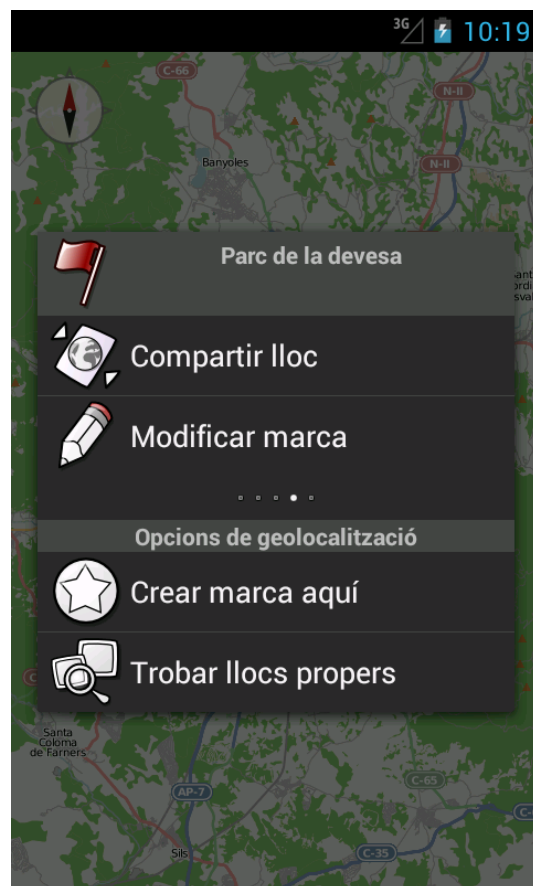 3G 10:19
C-66
N-II
Banyoles
N-II
Parc de la devesa
Compartir lloc
Modificar marca
Opcions de geolocalització
Crear marca aquí
Trobar llocs propers
Santa
Coloma
de Farners
C-65
AP-7
Sils
C-35